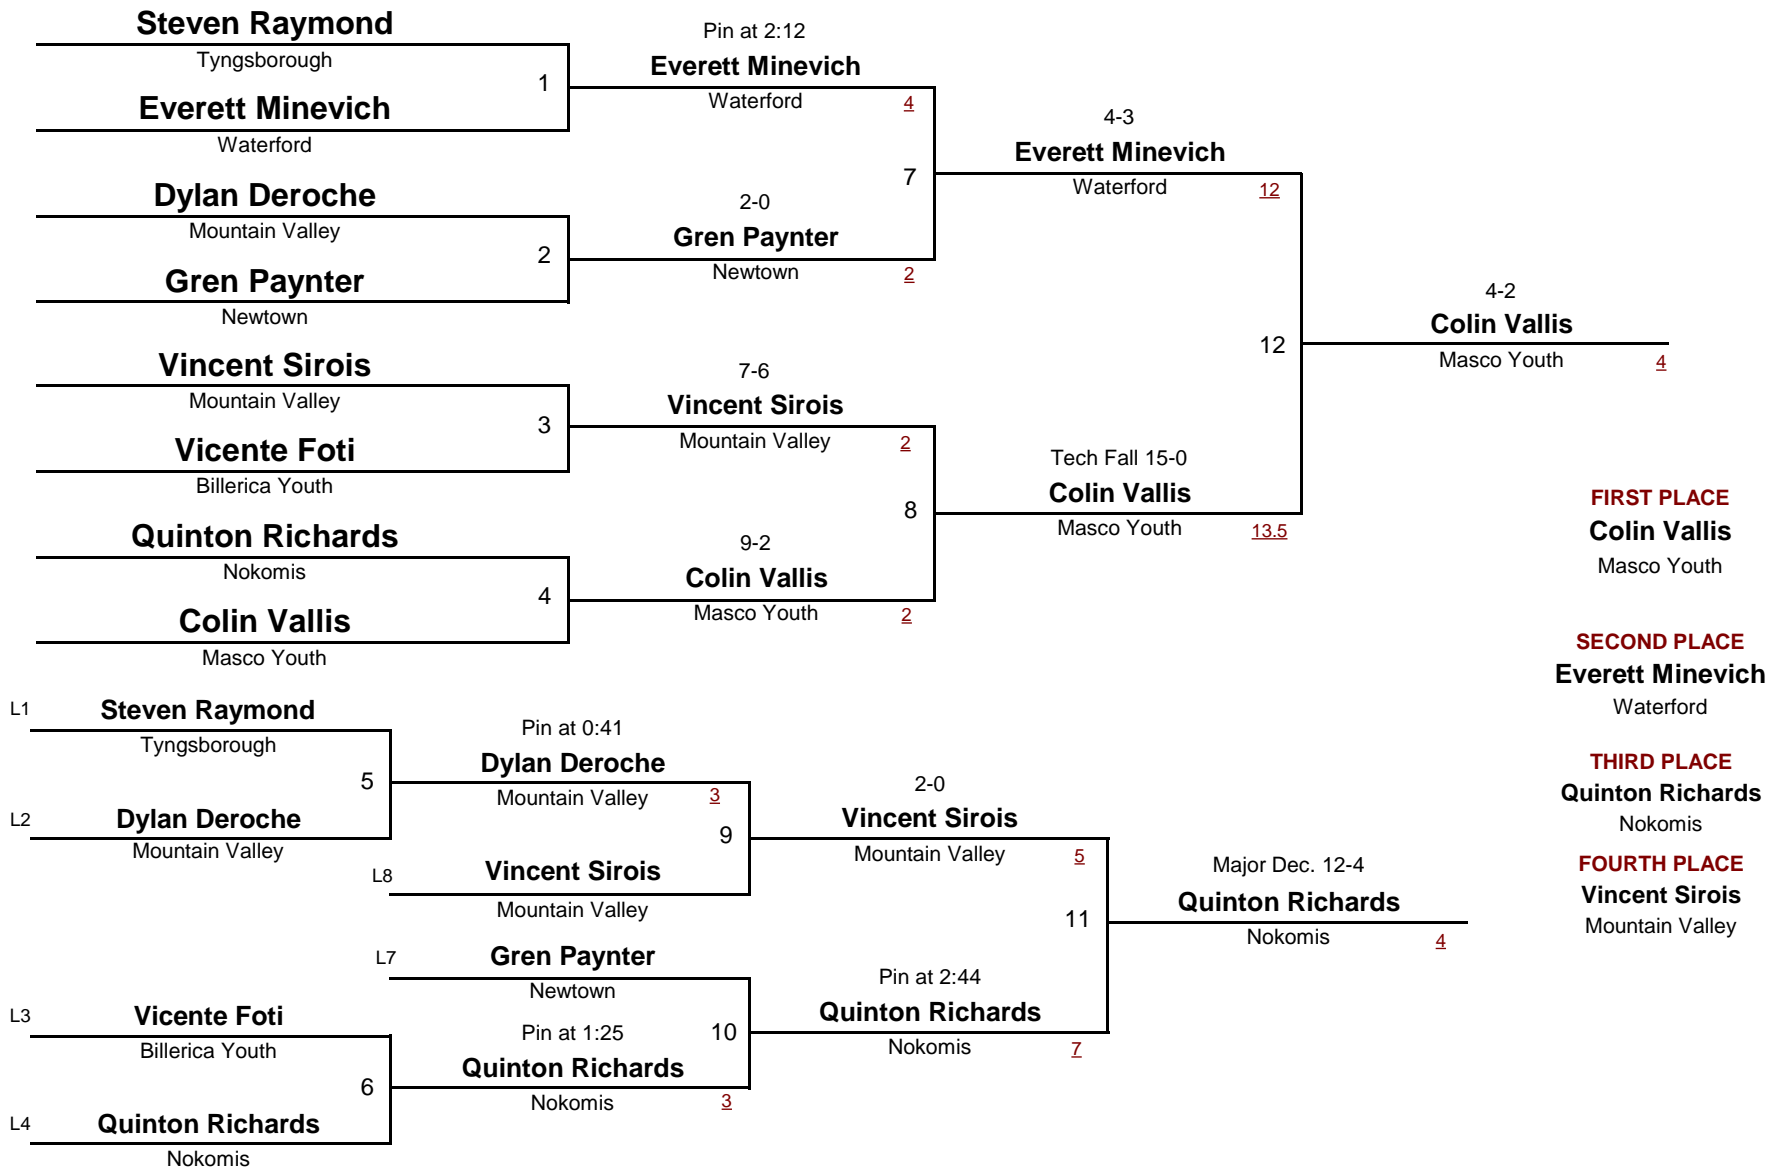 Steven Raymond
Tyngsborough
1
Everett Minevich
Waterford
Pin at 2:12
Everett Minevich
Waterford
4
Dylan Deroche
Mountain Valley
2
Gren Paynter
Newtown
2-0
Gren Paynter
Newtown
2
7
4-3
Everett Minevich
Waterford
12
Vincent Sirois
Mountain Valley
3
Vicente Foti
Billerica Youth
7-6
Vincent Sirois
Mountain Valley
2
Quinton Richards
Nokomis
4
Colin Vallis
Masco Youth
9-2
Colin Vallis
Masco Youth
2
8
Tech Fall 15-0
Colin Vallis
Masco Youth
13.5
12
4-2
Colin Vallis
Masco Youth
4
FIRST PLACE
Colin Vallis
Masco Youth
SECOND PLACE
Everett Minevich
Waterford
THIRD PLACE
Quinton Richards
Nokomis
FOURTH PLACE
Vincent Sirois
Mountain Valley
L1
Steven Raymond
Tyngsborough
5
L2
Dylan Deroche
Mountain Valley
Pin at 0:41
Dylan Deroche
Mountain Valley
3
9
L8
Vincent Sirois
Mountain Valley
2-0
Vincent Sirois
Mountain Valley
5
L7
Gren Paynter
Newtown
L3
Vicente Foti
Billerica Youth
6
L4
Quinton Richards
Nokomis
Pin at 1:25
Quinton Richards
Nokomis
3
10
Pin at 2:44
Quinton Richards
Nokomis
7
11
Major Dec. 12-4
Quinton Richards
Nokomis
4